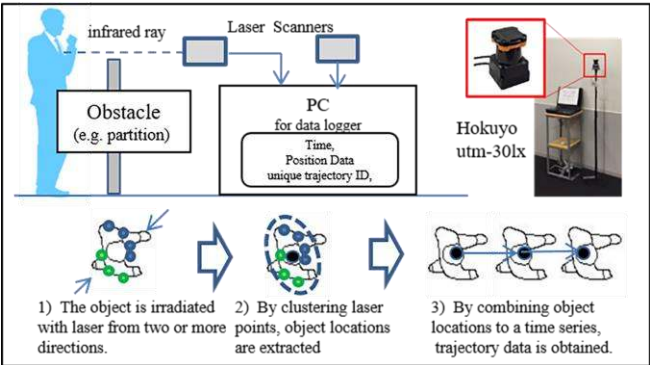 infrared ray
Laser Scanners
Obstacle
(e.g. partition)
PC
for data logger
Time,
Position Data
unique trajectory ID,
Hokuyo
utm-30lx
1) The object is irradiated
with laser from two or more
directions.
2) By clustering laser
points, object locations
are extracted
3) By combining object
locations to a time series,
trajectory data is obtained.